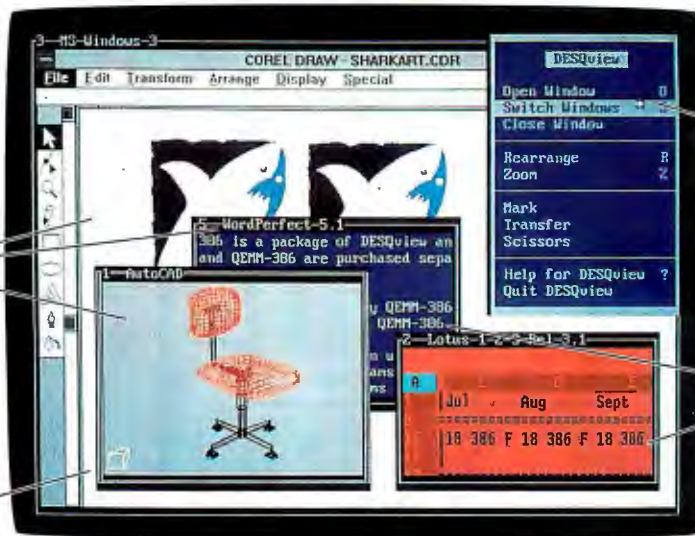 3—MS-Windows-3
COREL DRAW - SHARKART.CDR
File Edit Transform Arrange Display Special
DESQview
Open Window O
Switch Windows S
Close Window
Rearrange R
Zoom Z
Mark
Transfer
Scissors
Help for DESQview ?
Quit DESQview
5—WordPerfect-5.1
386 is a package of DESQview an
and QEMM-386 are purchased sepa
y QEMM-386
QEMM-386.
1—AutoCAD
2—Lotus-1-2-3-Rel-3.1
A
Jul Aug Sept
18 386 F 18 386 F 18 386